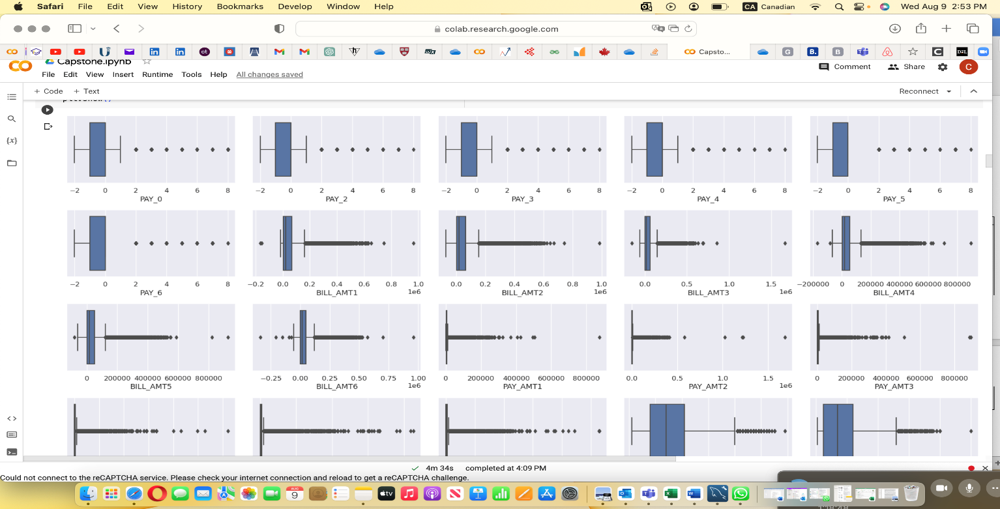 Safari File Edit View History Bookmarks Develop Window Help CA Canadian Wed Aug 9 2:53 PM
colab.research.google.com
Capsto...
Capstone.ipynb
File Edit View Insert Runtime Tools Help All changes saved
Comment Share C
+ Code + Text Reconnect
{x}
−2 0 2 4 6 8 −2 0 2 4 6 8 −2 0 2 4 6 8 −2 0 2 4 6 8 −2 0 2 4 6 8
PAY_0 PAY_2 PAY_3 PAY_4 PAY_5
−2 0 2 4 6 8 −0.2 0.0 0.2 0.4 0.6 0.8 1.0 0.0 0.2 0.4 0.6 0.8 1.0 0.0 0.5 1.0 1.5 −200000 0 200000 400000 600000 800000
PAY_6 BILL_AMT1 1e6 BILL_AMT2 1e6 BILL_AMT3 1e6 BILL_AMT4
0 200000 400000 600000 800000 −0.25 0.00 0.25 0.50 0.75 1.00 0 200000 400000 600000 800000 0.0 0.5 1.0 1.5 0 200000 400000 600000 800000
BILL_AMT5 BILL_AMT6 1e6 PAY_AMT1 PAY_AMT2 1e6 PAY_AMT3
4m 34s completed at 4:09 PM
Could not connect to the reCAPTCHA service. Please check your internet connection and reload to get a reCAPTCHA challenge.
AUG
9
tv